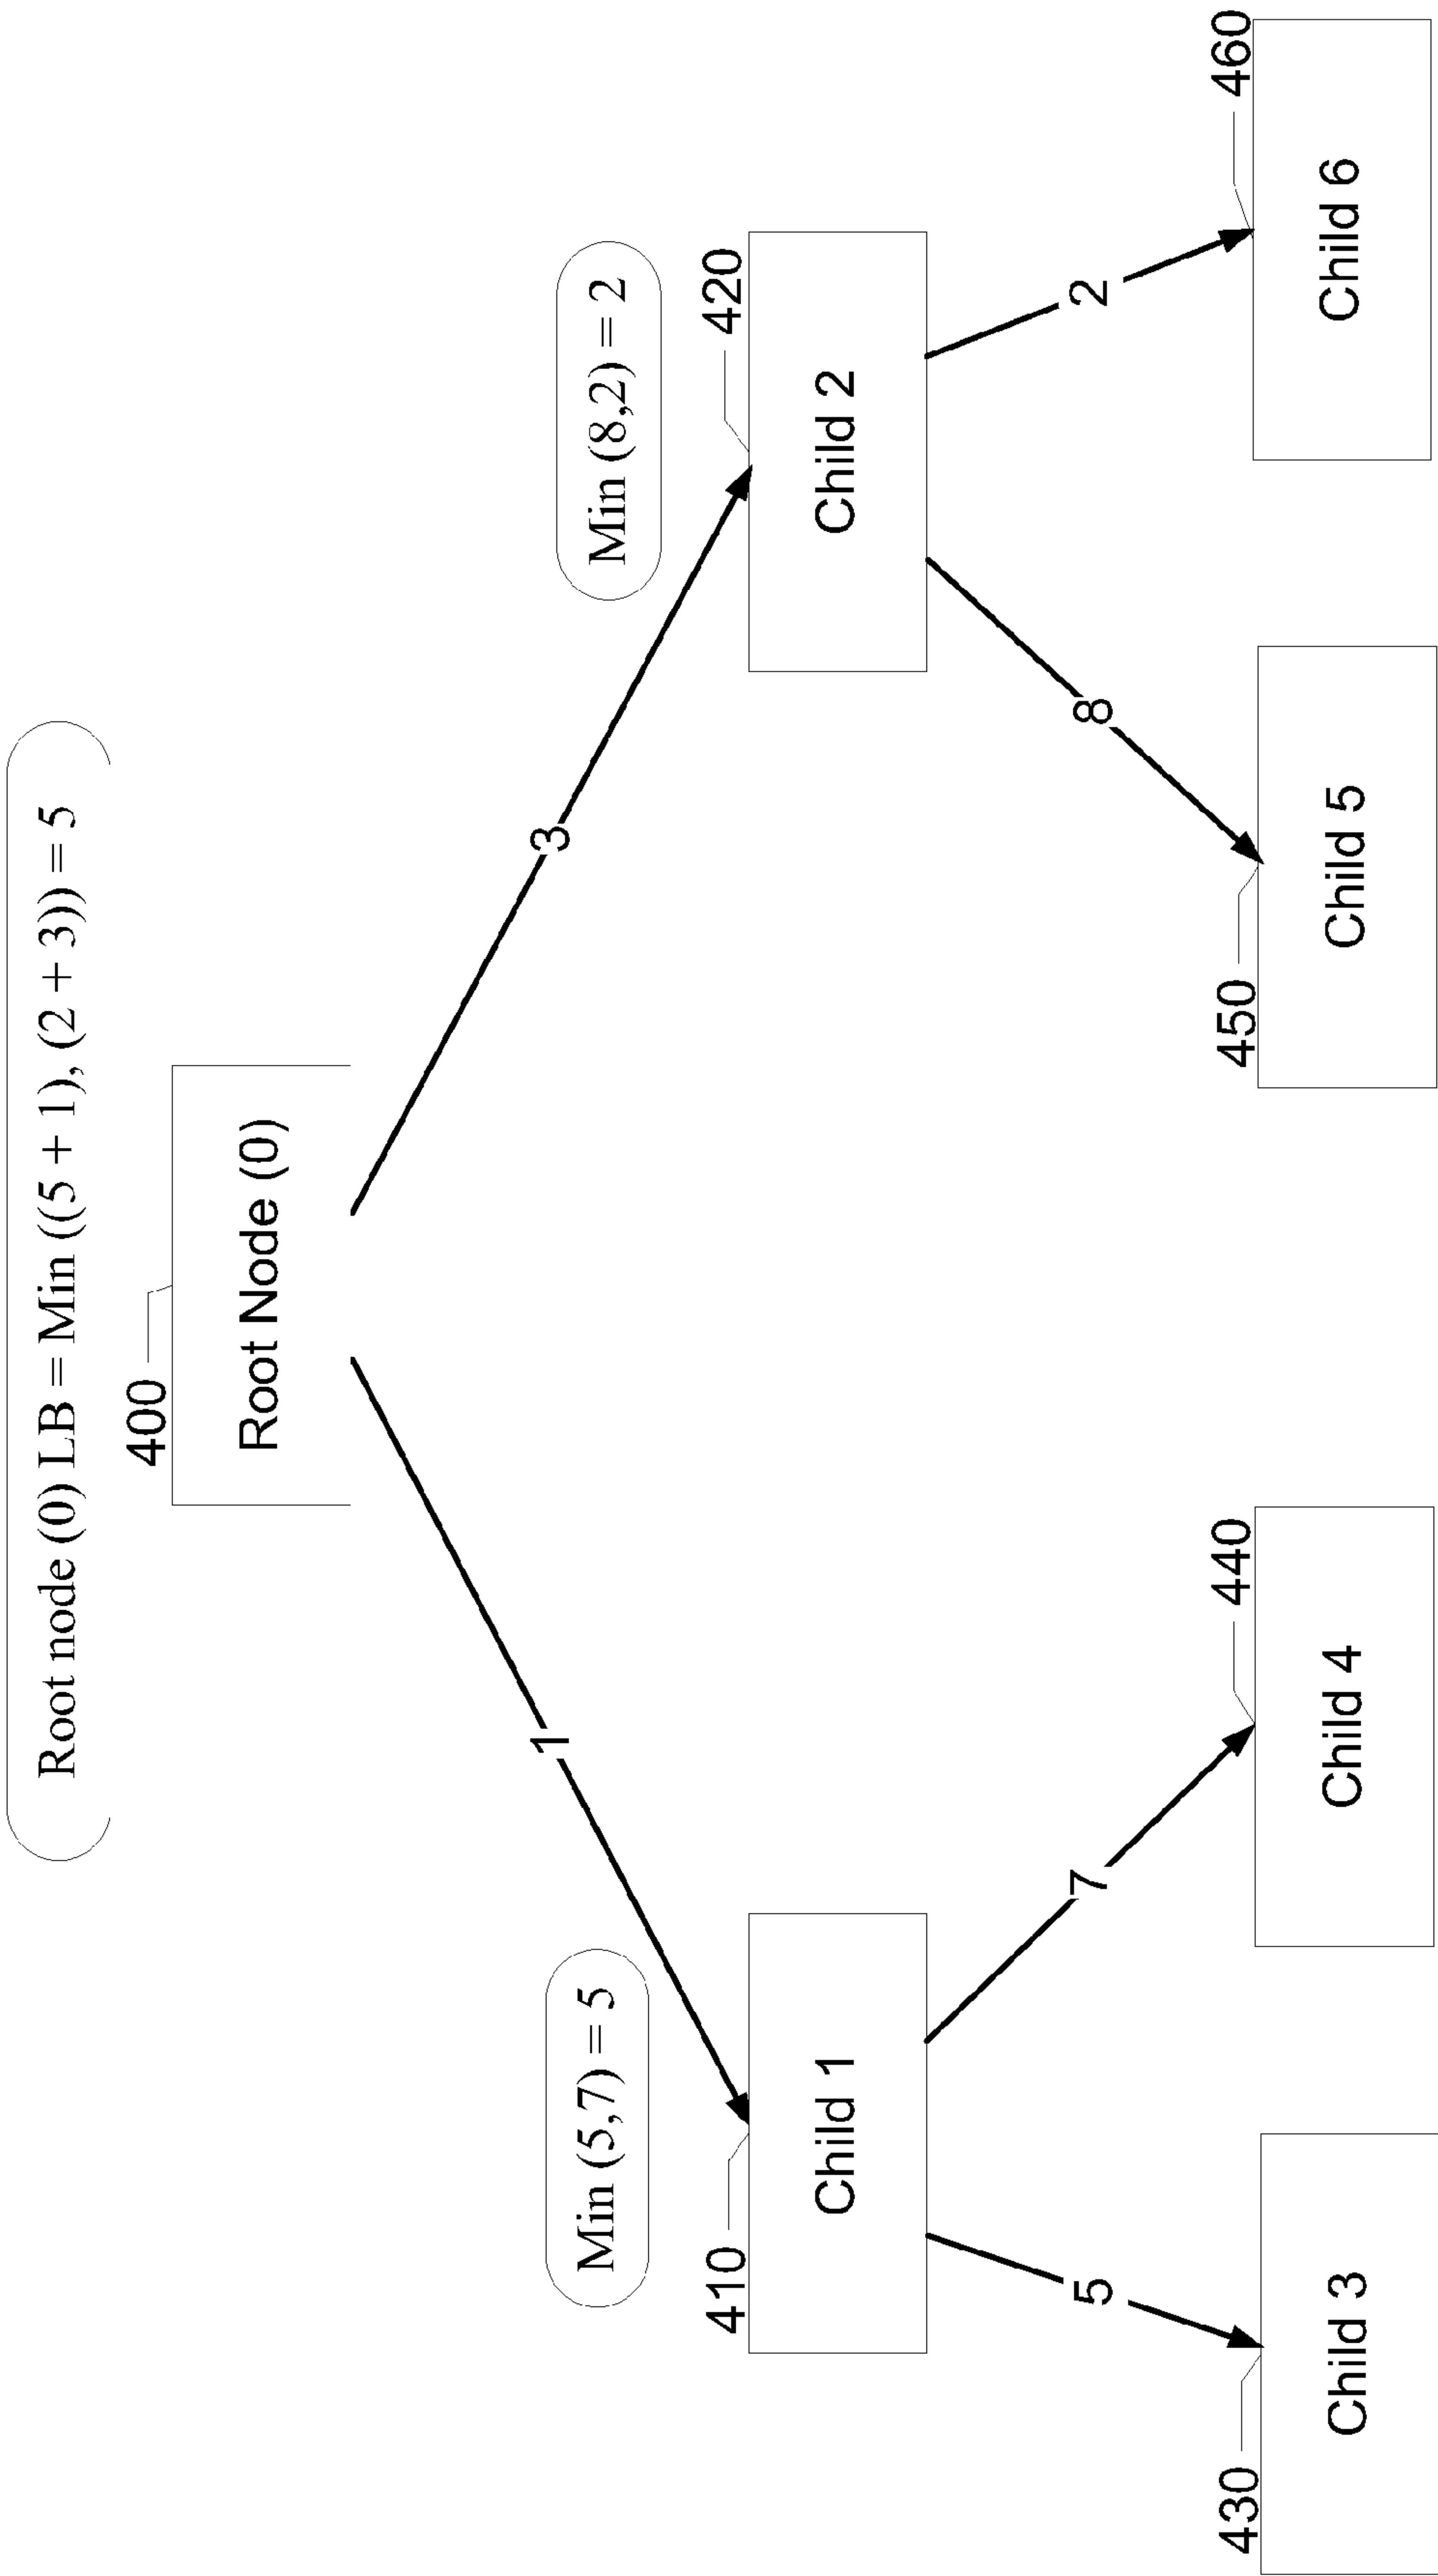 Root node (0) LB = Min ((5 + 1), (2 + 3)) = 5
400
Root Node (0)
1
3
Min (5,7) = 5
Min (8,2) = 2
410
420
Child 1
Child 2
5
7
8
2
430
440
450
460
Child 3
Child 4
Child 5
Child 6